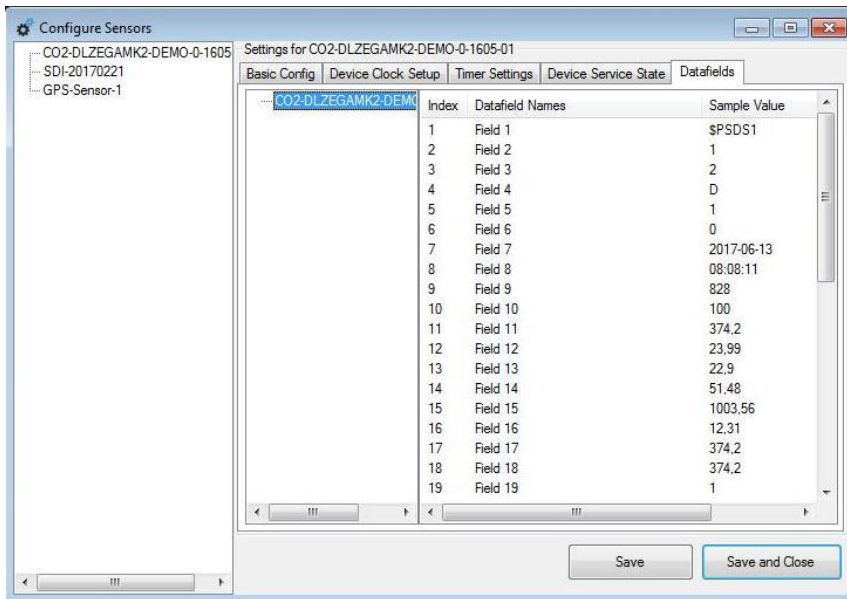 Configure Sensors
CO2-DLZEGAMK2-DEMO-0-1605
SDI-20170221
GPS-Sensor-1
Settings for CO2-DLZEGAMK2-DEMO-0-1605-01
Basic Config Device Clock Setup Timer Settings Device Service State Datafields
CO2-DLZEGAMK2-DEMO
Index Datafield Names Sample Value
1 Field 1 $PSDS1
2 Field 2 1
3 Field 3 2
4 Field 4 D
5 Field 5 1
6 Field 6 0
7 Field 7 2017-06-13
8 Field 8 08:08:11
9 Field 9 828
10 Field 10 100
11 Field 11 374,2
12 Field 12 23,99
13 Field 13 22,9
14 Field 14 51,48
15 Field 15 1003,56
16 Field 16 12,31
17 Field 17 374,2
18 Field 18 374,2
19 Field 19 1
Save Save and Close